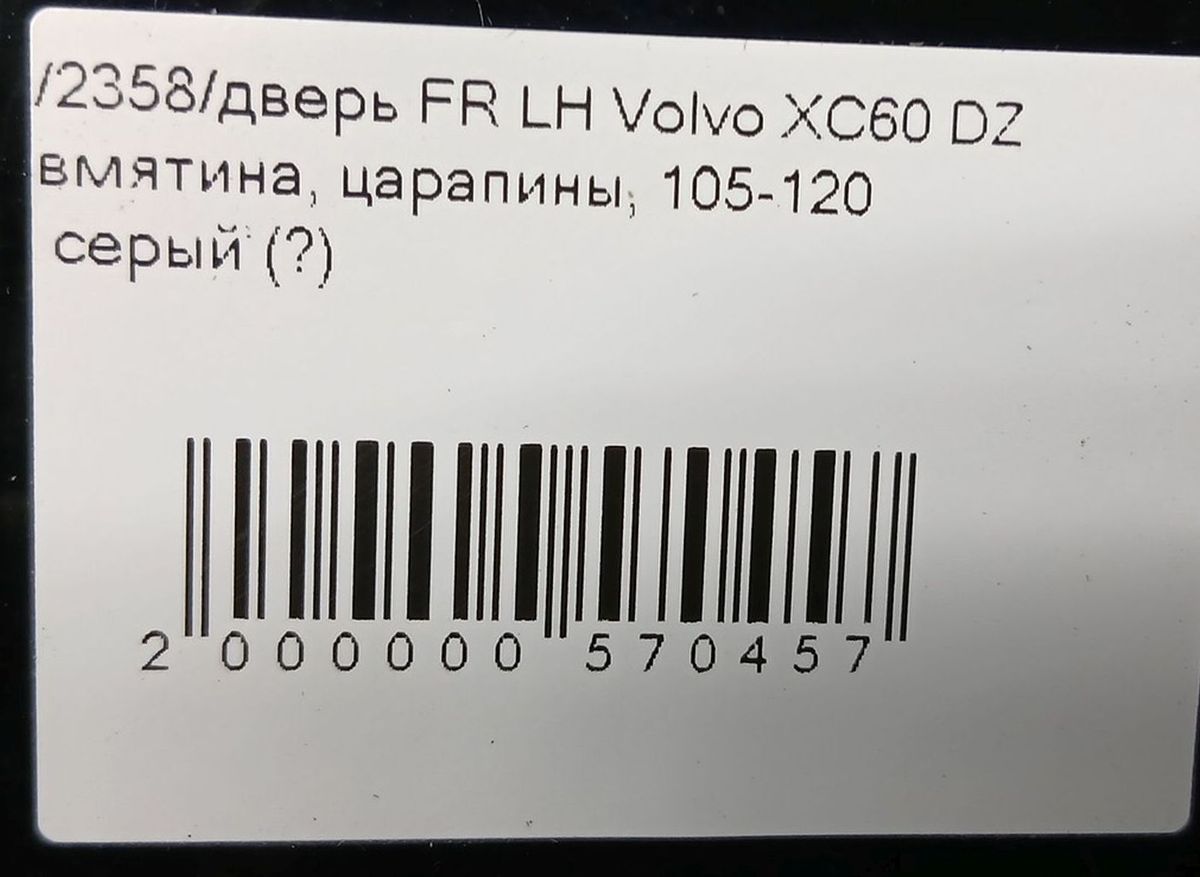 /2358/дверь FR LH Volvo XC60 DZ
вмятина, царапины, 105-120
серый (?)
2 000000 570457